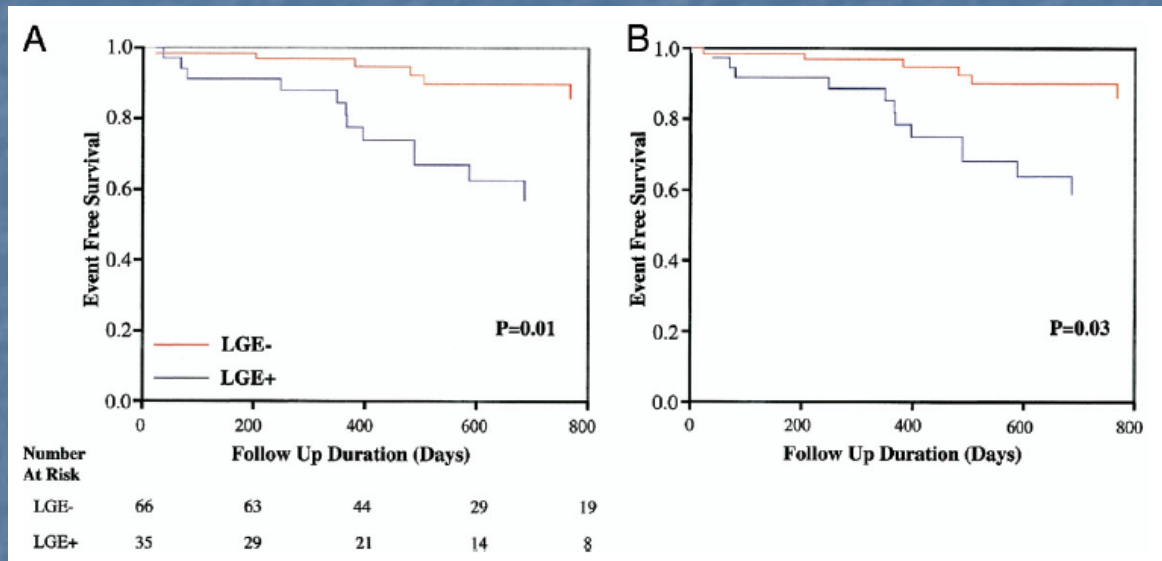 A
Event Free Survival
1.0
0.8
0.6
0.4
0.2
0.0
P=0.01
LGE-
LGE+
0 200 400 600 800
Follow Up Duration (Days)
Number
At Risk
LGE- 66 63 44 29 19
LGE+ 35 29 21 14 8
B
Event Free Survival
1.0
0.8
0.6
0.4
0.2
0.0
P=0.03
0 200 400 600 800
Follow Up Duration (Days)